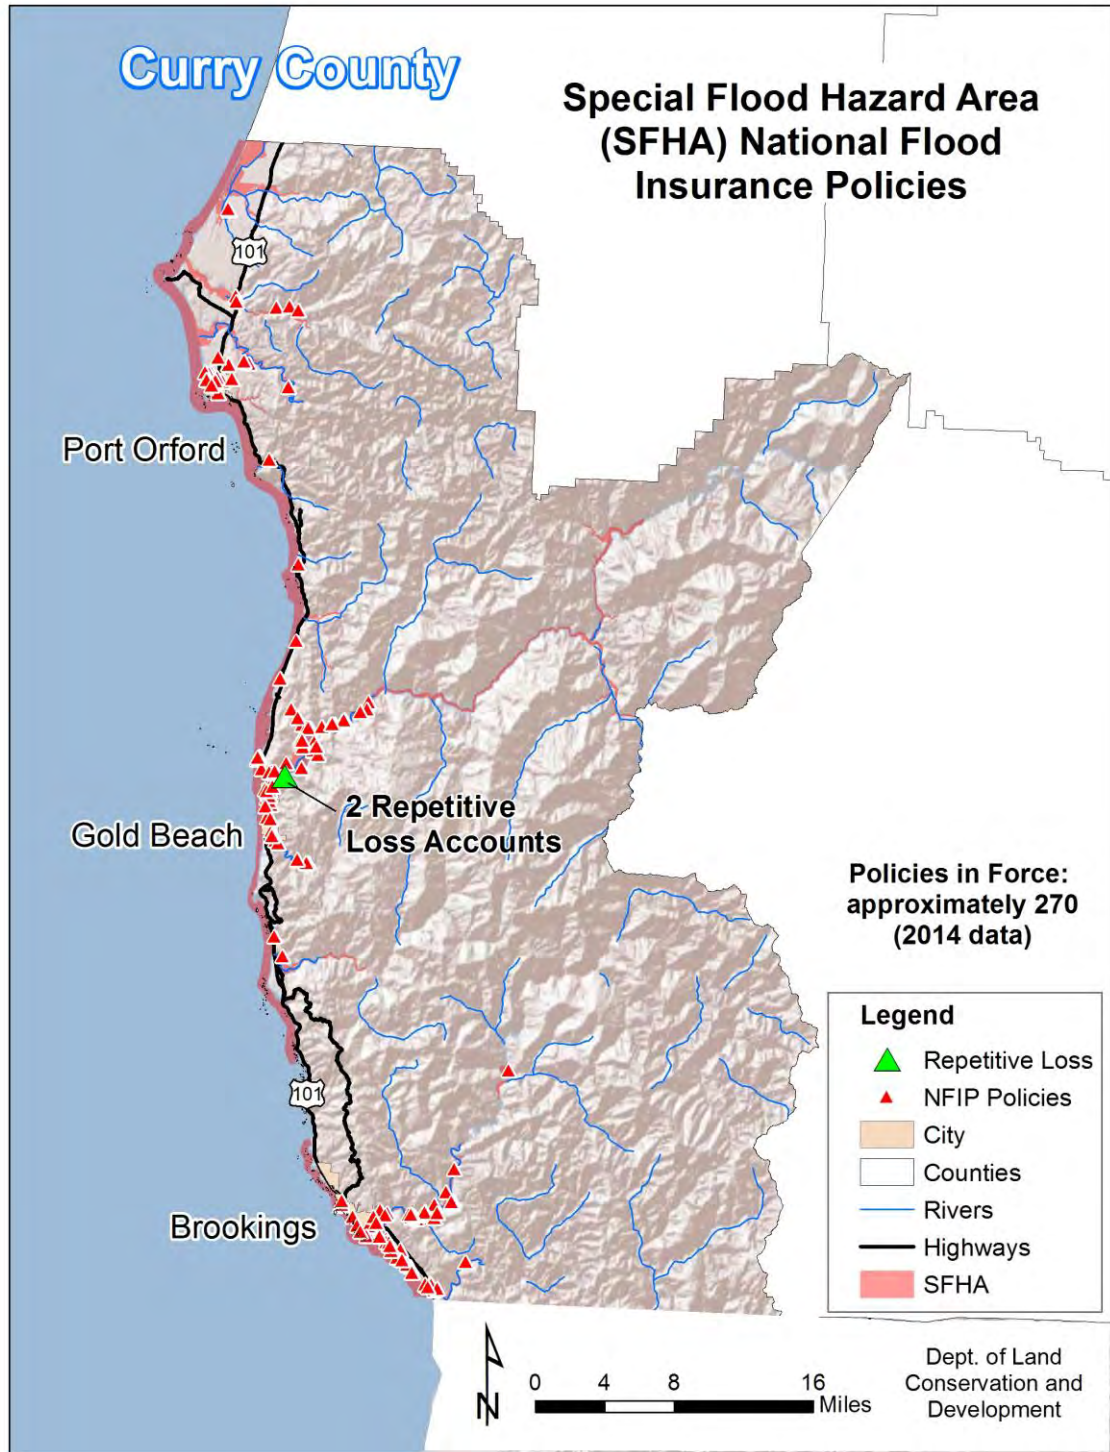 Curry County
Special Flood Hazard Area
(SFHA) National Flood
Insurance Policies
101
Port Orford
2 Repetitive
Loss Accounts
Gold Beach
Policies in Force:
approximately 270
(2014 data)
101
Brookings
Legend
Repetitive Loss
NFIP Policies
City
Counties
Rivers
Highways
SFHA
N
0 4 8 16
Miles
Dept. of Land
Conservation and
Development